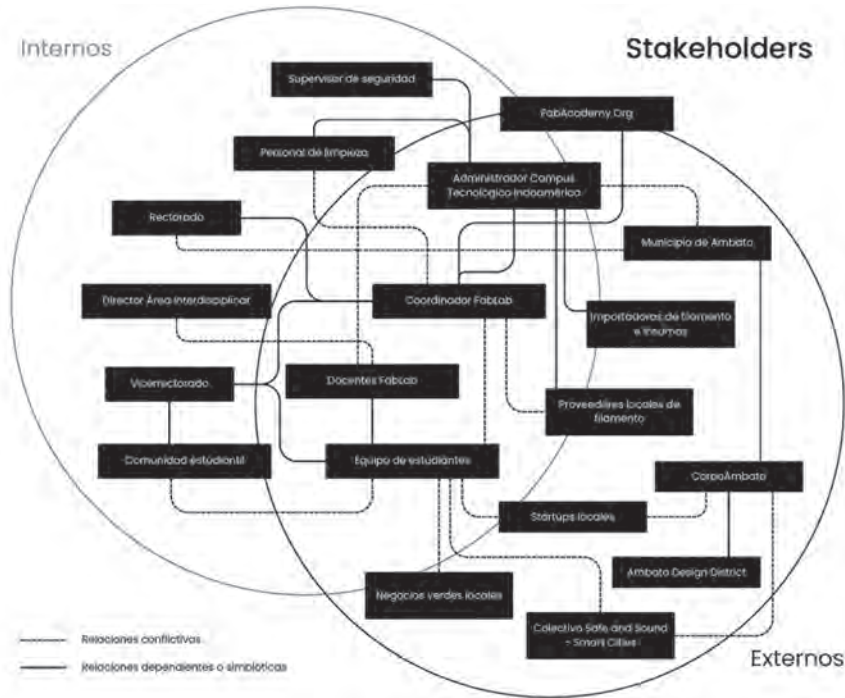 Internos
Stakeholders
Supervisor de seguridad
FabAcademy.Org
Personal de limpieza
Administrador Campus
Tecnológico Indoamérica
Rectorado
Municipio de Ambato
Director Área Interdisciplinar
Coordinador FabLab
Importadoras de filamento
e insumos
Vicerrectorado
Docentes FabLab
Proveedores locales de
filamento
Comunidad estudiantil
Equipo de estudiantes
CorpoAmbato
Startups locales
Ambato Design District
Negocios verdes locales
Colectivo Safe and Sound
- Smart Cities
Relaciones conflictivas
Relaciones dependientes o simbióticas
Externos